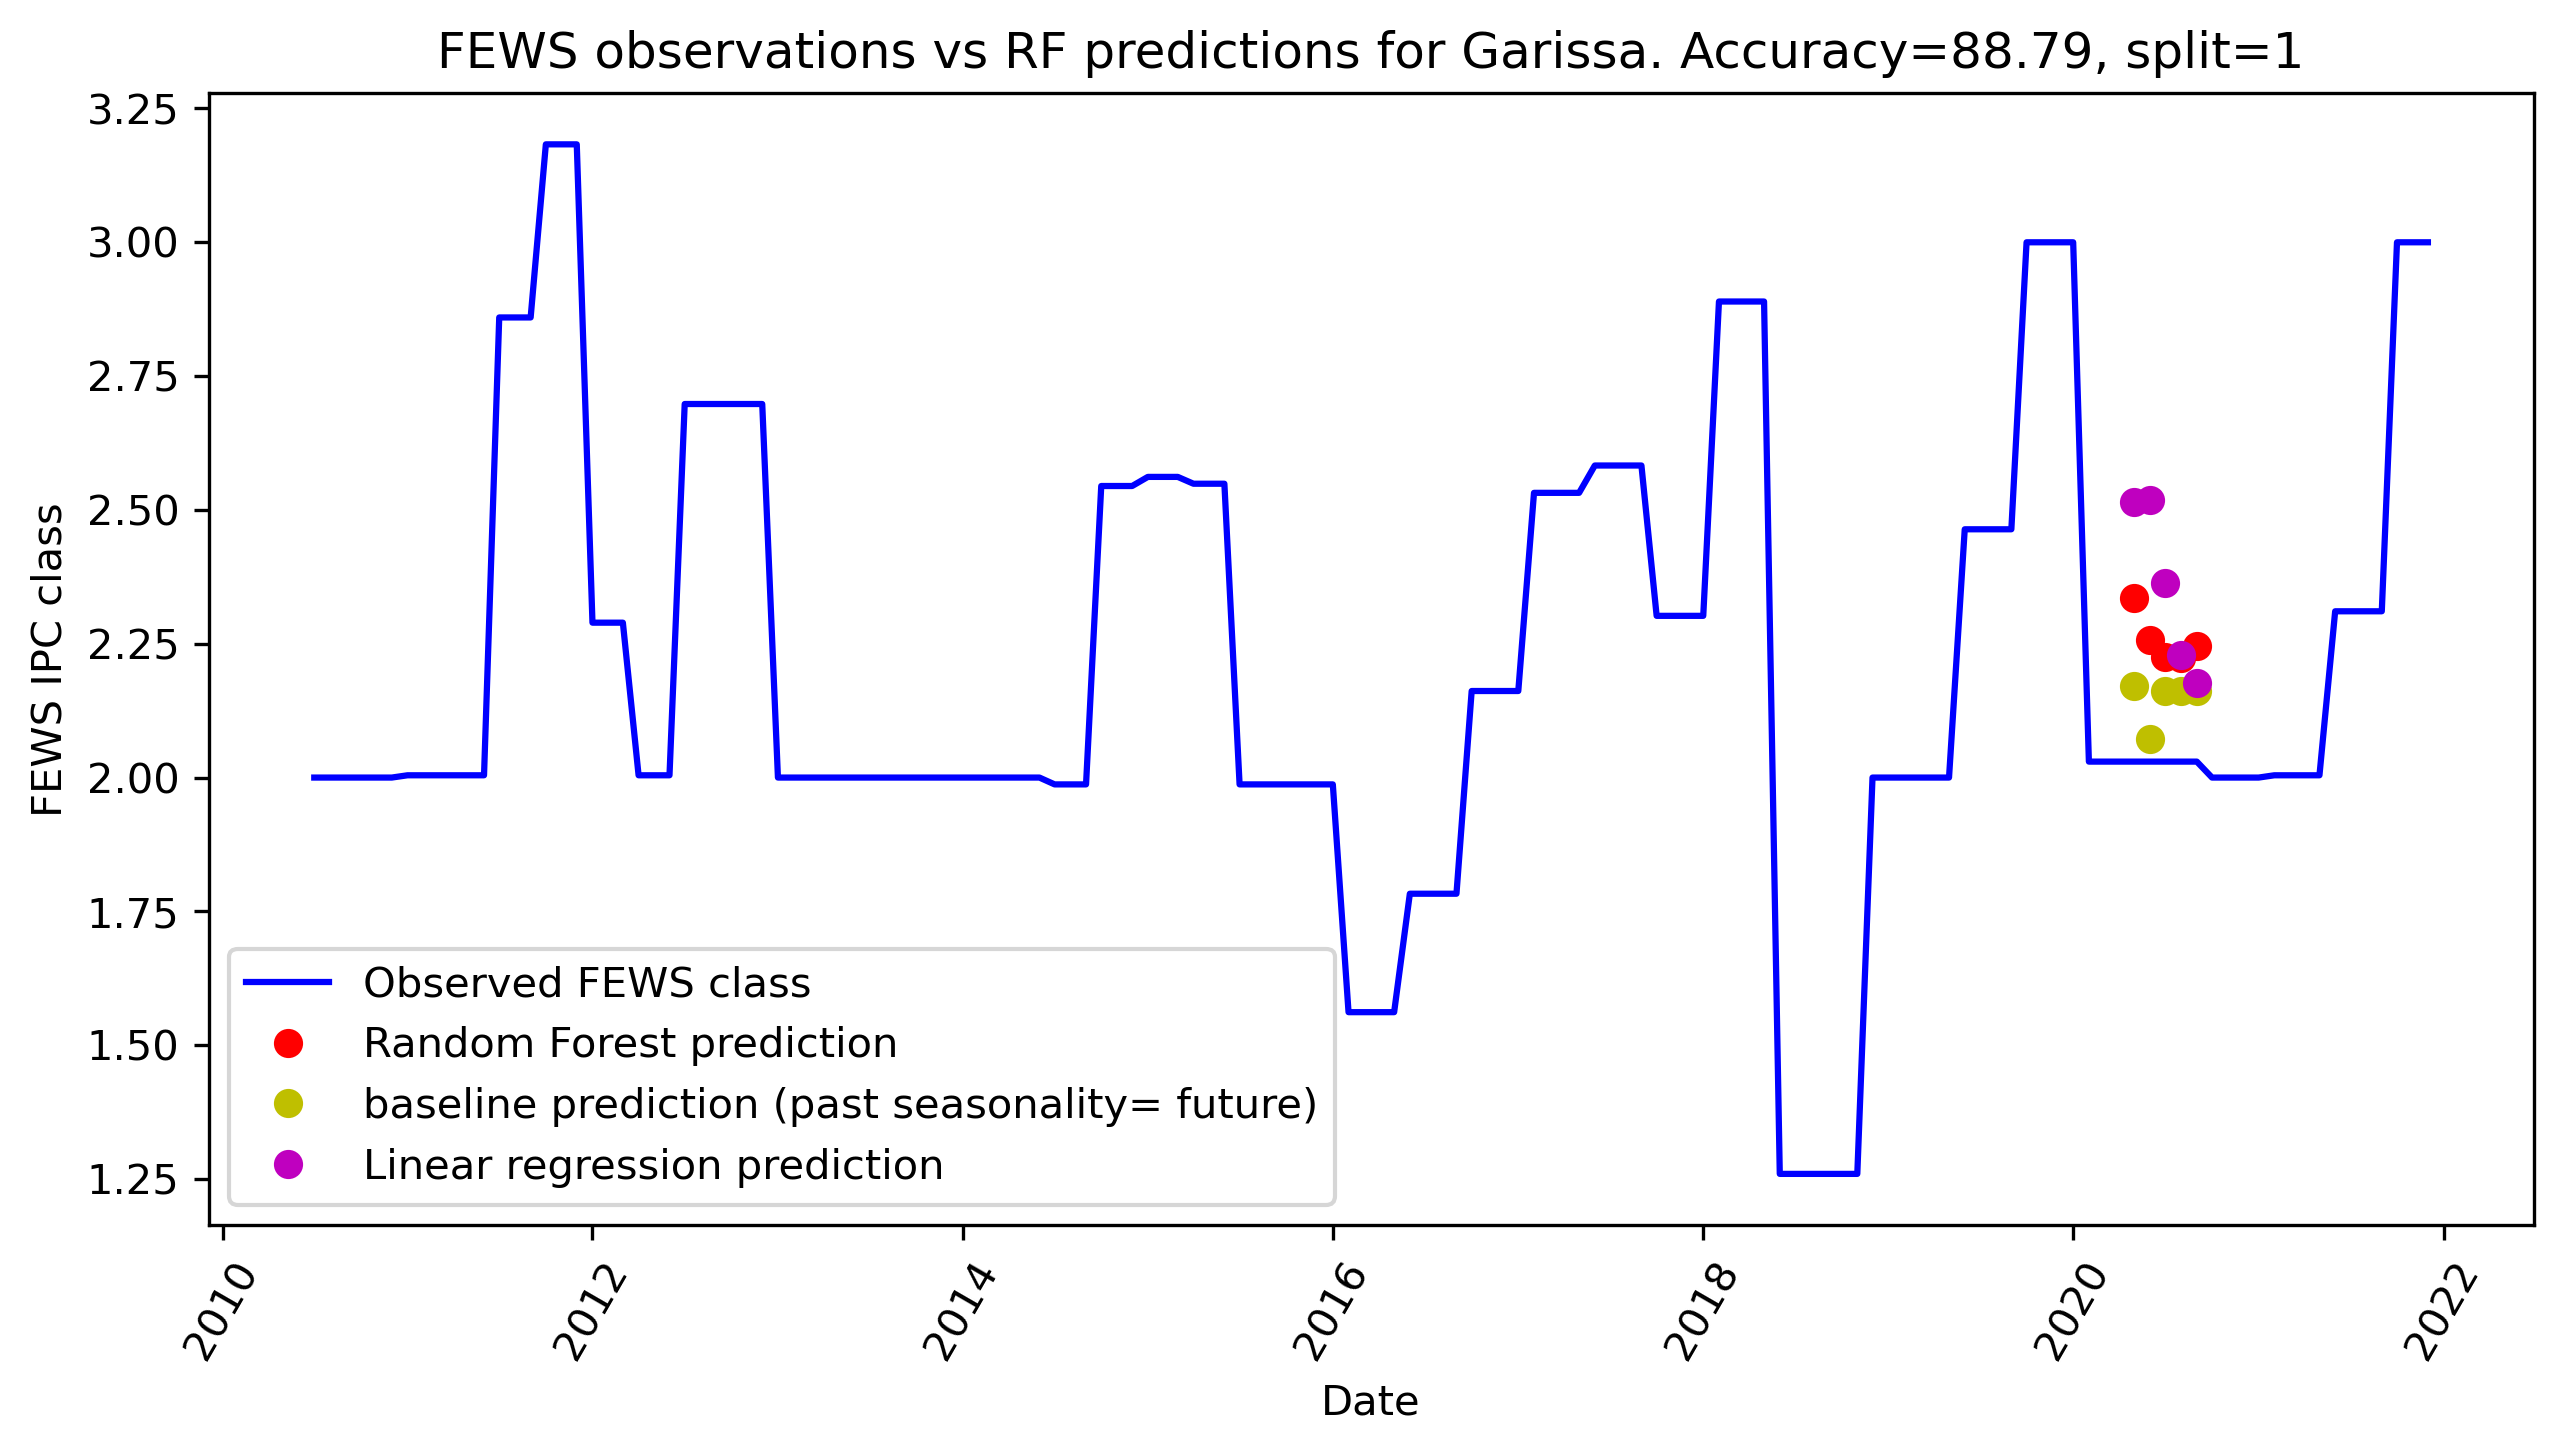 FEWS observations vs RF predictions for Garissa. Accuracy=88.79, split=1
3.25
3.00
2.75
2.50
2.25
2.00
1.75
1.50
1.25
FEWS IPC class
Observed FEWS class
Random Forest prediction
baseline prediction (past seasonality= future)
Linear regression prediction
2010
2012
2014
2016
2018
2020
2022
Date